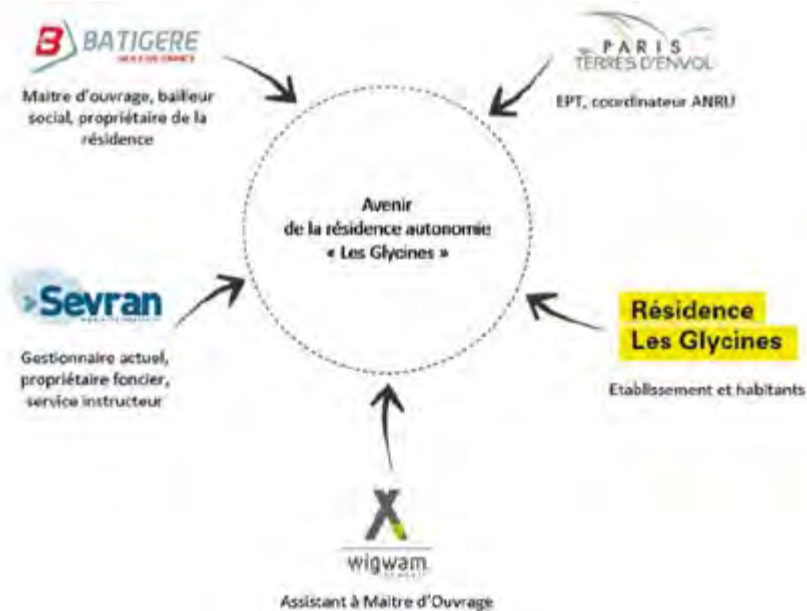 BATIGERE
Maitre d'ouvrage, bailleur
social, propriétaire de la
résidence
PARIS
TERRES D'ENVOL
EPT, coordinateur ANRU
Avenir
de la résidence autonomie
« Les Glycines »
Sevran
Gestionnaire actuel,
propriétaire foncier,
service instructeur
Résidence
Les Glycines
Etablissement et habitants
wigwam
Assistant à Maitre d'Ouvrage